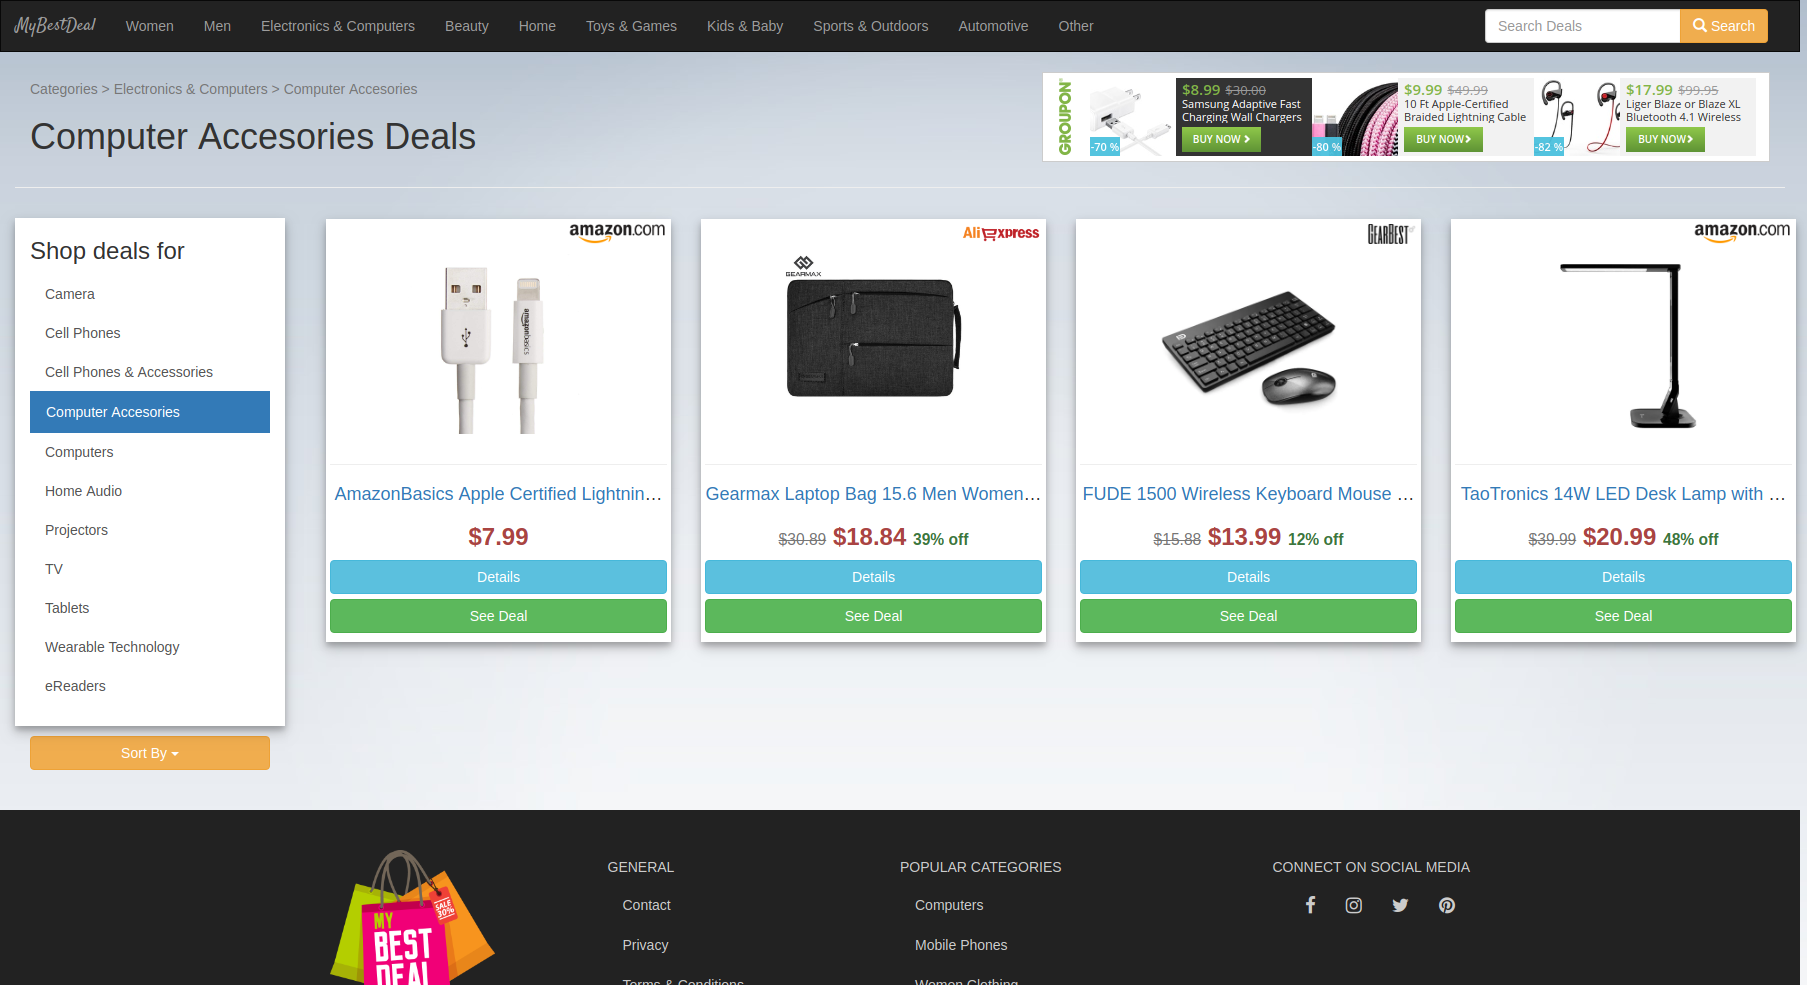 MyBestDeal
Women
Men
Electronics & Computers
Beauty
Home
Toys & Games
Kids & Baby
Sports & Outdoors
Automotive
Other
Search Deals
Search
Categories > Electronics & Computers > Computer Accesories
Computer Accesories Deals
GROUPON
-70 %
$8.99 $30.00
Samsung Adaptive Fast
Charging Wall Chargers
BUY NOW
-80 %
$9.99 $49.99
10 Ft Apple-Certified
Braided Lightning Cable
BUY NOW
-82 %
$17.99 $99.95
Liger Blaze or Blaze XL
Bluetooth 4.1 Wireless
BUY NOW
Shop deals for
Camera
Cell Phones
Cell Phones & Accessories
Computer Accesories
Computers
Home Audio
Projectors
TV
Tablets
Wearable Technology
eReaders
Sort By
amazon.com
amazonbasics
AmazonBasics Apple Certified Lightnin...
$7.99
Details
See Deal
AliExpress
GEARMAX
Gearmax Laptop Bag 15.6 Men Women...
$30.89 $18.84 39% off
Details
See Deal
GEARBEST
FUDE 1500 Wireless Keyboard Mouse ...
$15.88 $13.99 12% off
Details
See Deal
amazon.com
TaoTronics 14W LED Desk Lamp with ...
$39.99 $20.99 48% off
Details
See Deal
SALE
30%
MY
BEST
DEAL
GENERAL
Contact
Privacy
Terms & Conditions
POPULAR CATEGORIES
Computers
Mobile Phones
Women Clothing
CONNECT ON SOCIAL MEDIA